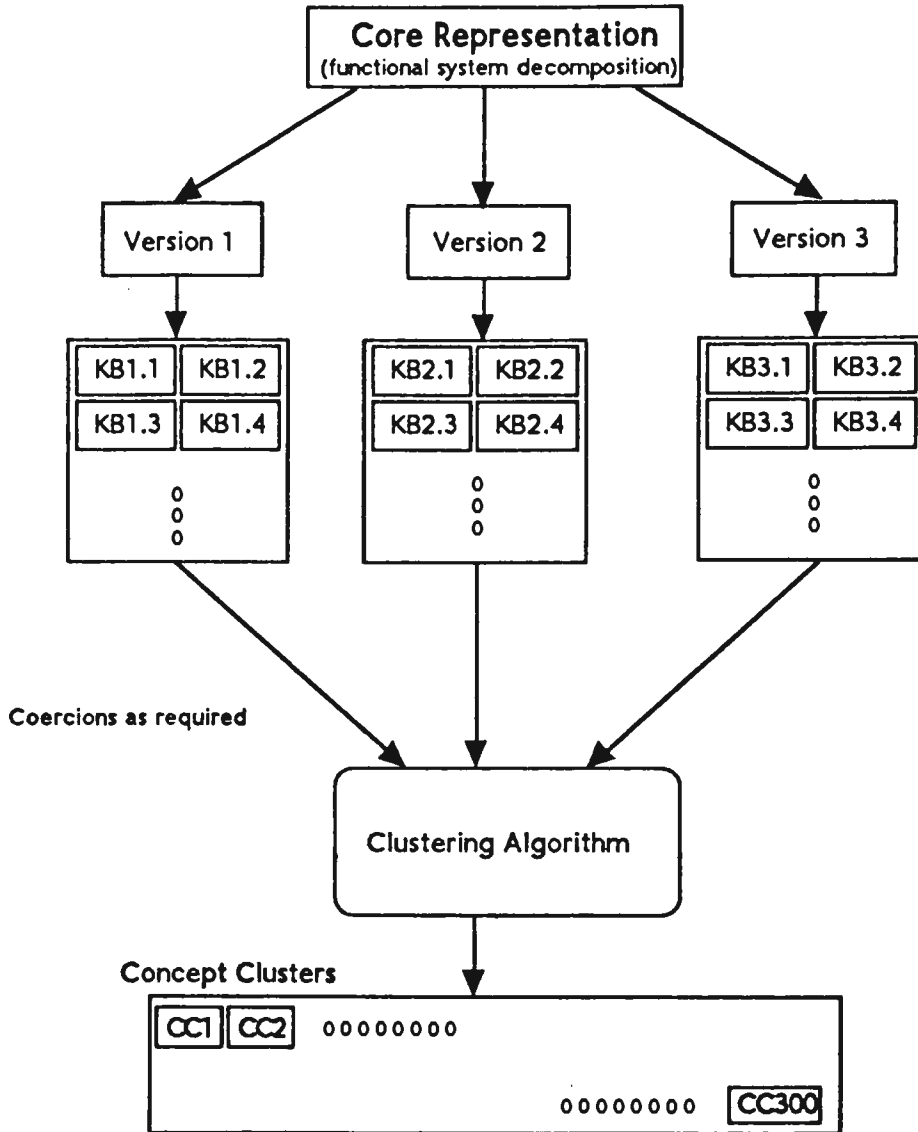 Core Representation
(functional system decomposition)
Version 1
Version 2
Version 3
KB1.1 KB1.2
KB1.3 KB1.4
o
o
o
KB2.1 KB2.2
KB2.3 KB2.4
o
o
o
KB3.1 KB3.2
KB3.3 KB3.4
o
o
o
Coercions as required
Clustering Algorithm
Concept Clusters
CC1 CC2 oooooooo
oooooooo CC300